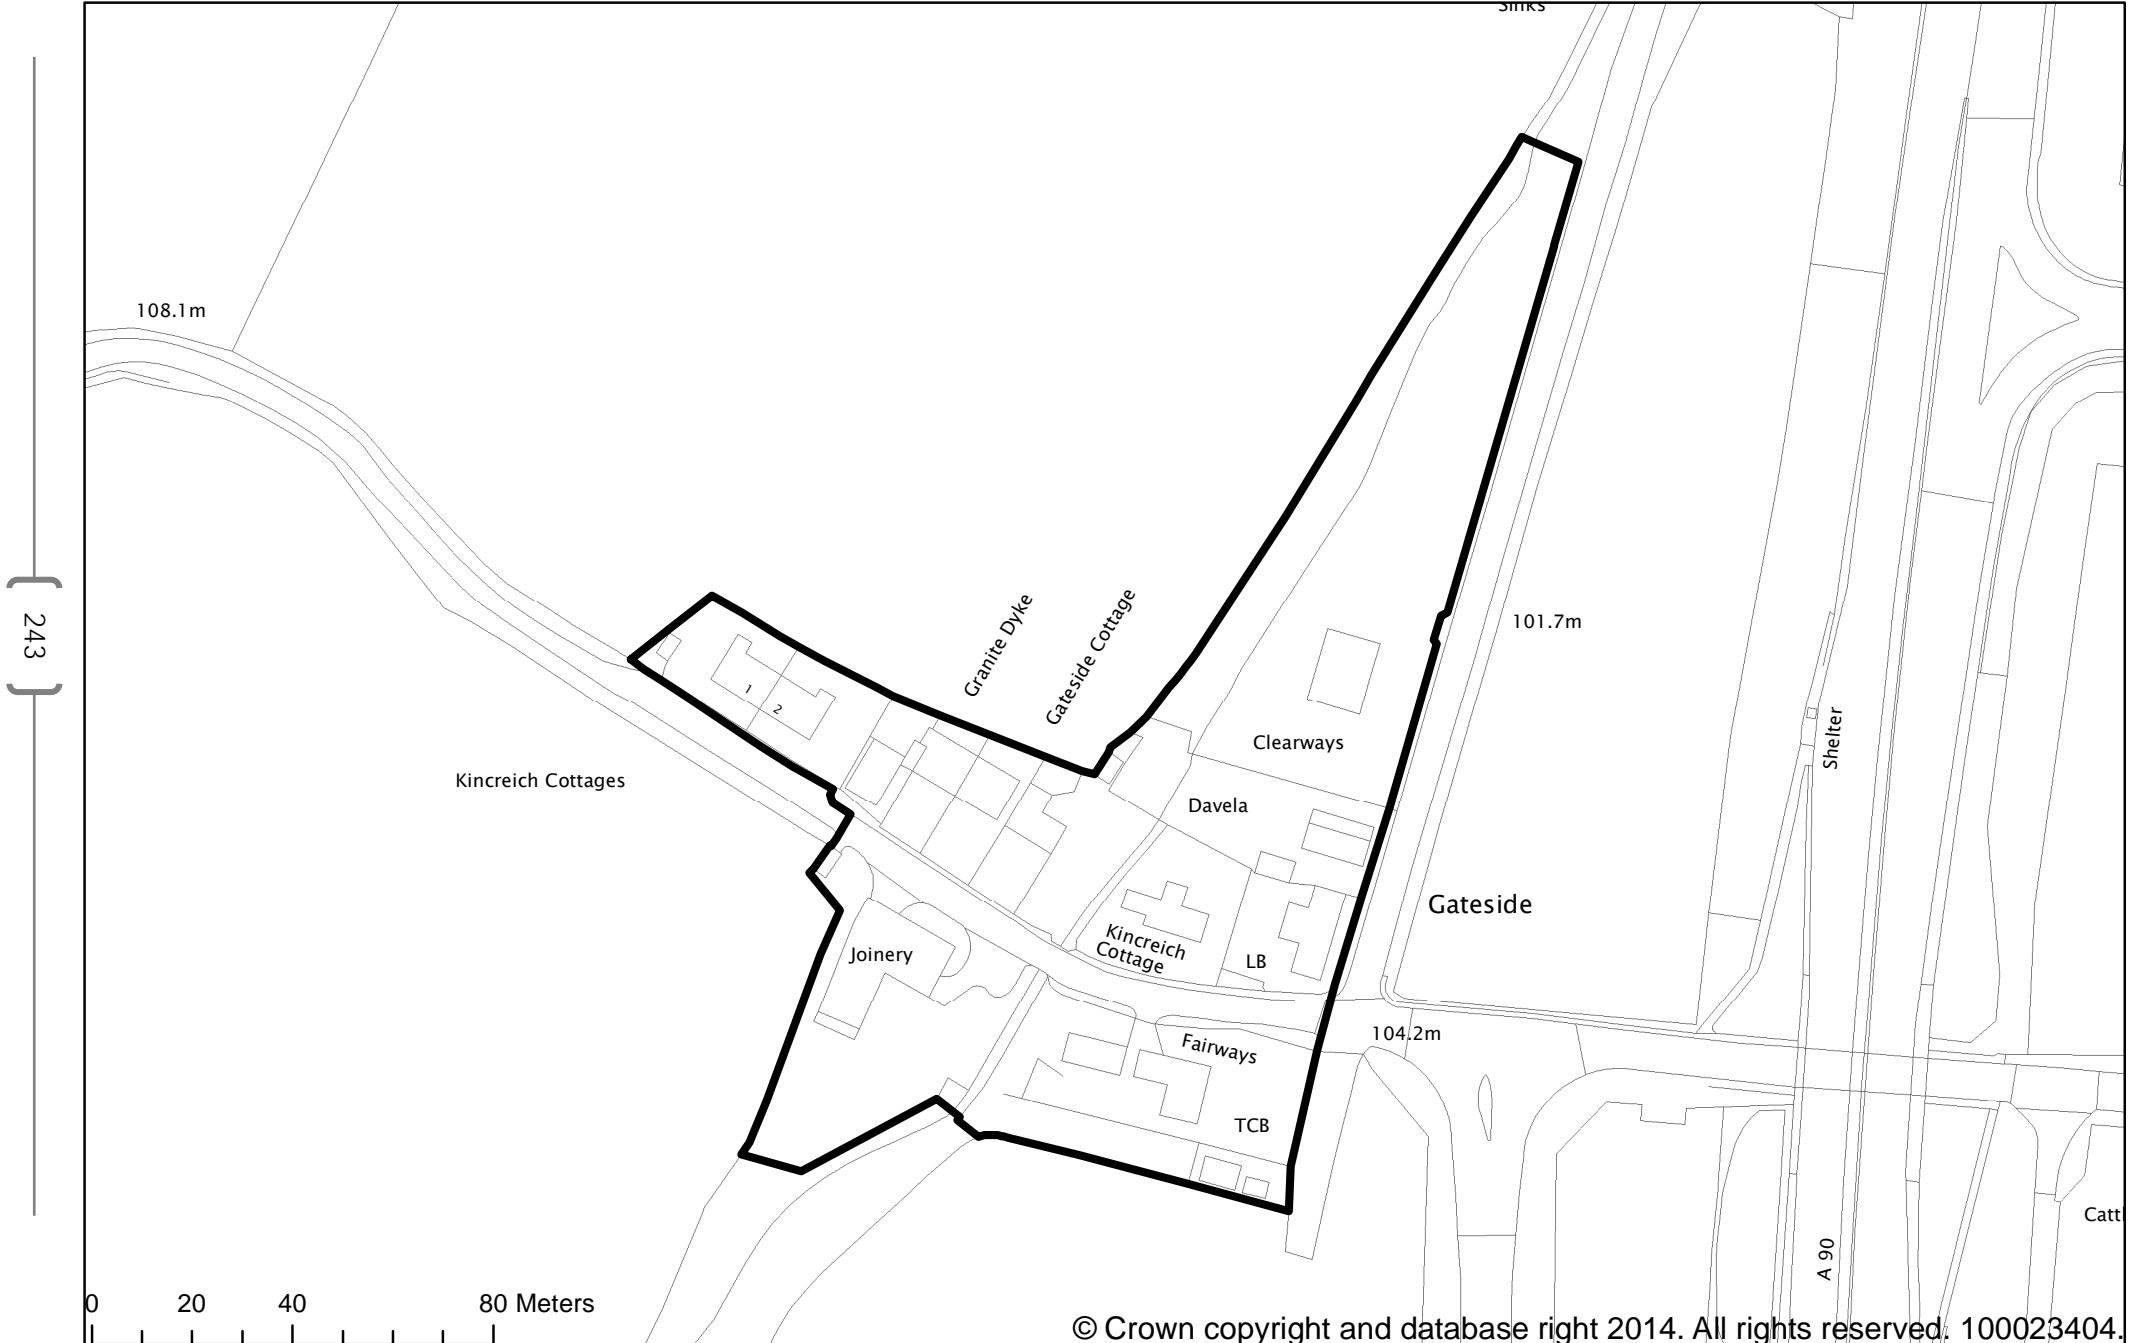 Sinks
108.1m
243
Granite Dyke
Gateside Cottage
101.7m
1
2
Clearways
Shelter
Kincreich Cottages
Davela
Gateside
Kincreich
Cottage
LB
Joinery
104.2m
Fairways
TCB
Cattl
A 90
0 20 40 80 Meters
© Crown copyright and database right 2014. All rights reserved. 100023404.